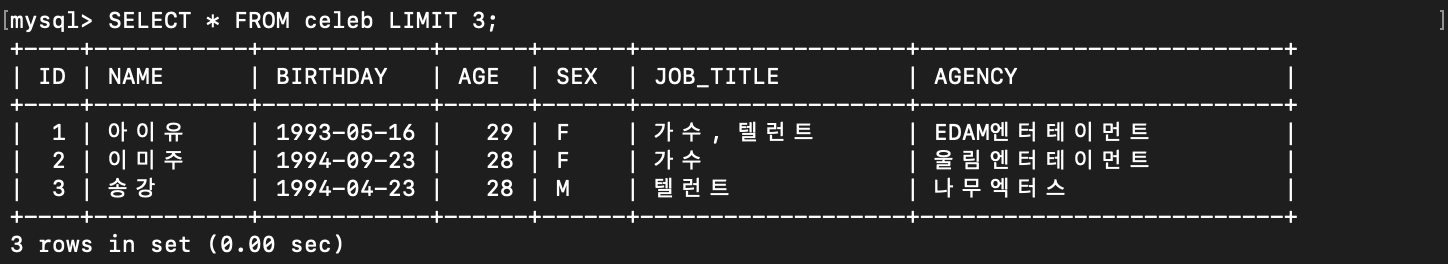 [mysql> SELECT * FROM celeb LIMIT 3; ]
+----+-----------+------------+------+------+------------------+------------------------+
| ID | NAME      | BIRTHDAY   | AGE  | SEX  | JOB_TITLE        | AGENCY                 |
+----+-----------+------------+------+------+------------------+------------------------+
|  1 | 아이유    | 1993-05-16 |   29 | F    | 가수, 텔런트     | EDAM엔터테이먼트       |
|  2 | 이미주    | 1994-09-23 |   28 | F    | 가수             | 울림엔터테이먼트       |
|  3 | 송강      | 1994-04-23 |   28 | M    | 텔런트           | 나무엑터스             |
+----+-----------+------------+------+------+------------------+------------------------+
3 rows in set (0.00 sec)